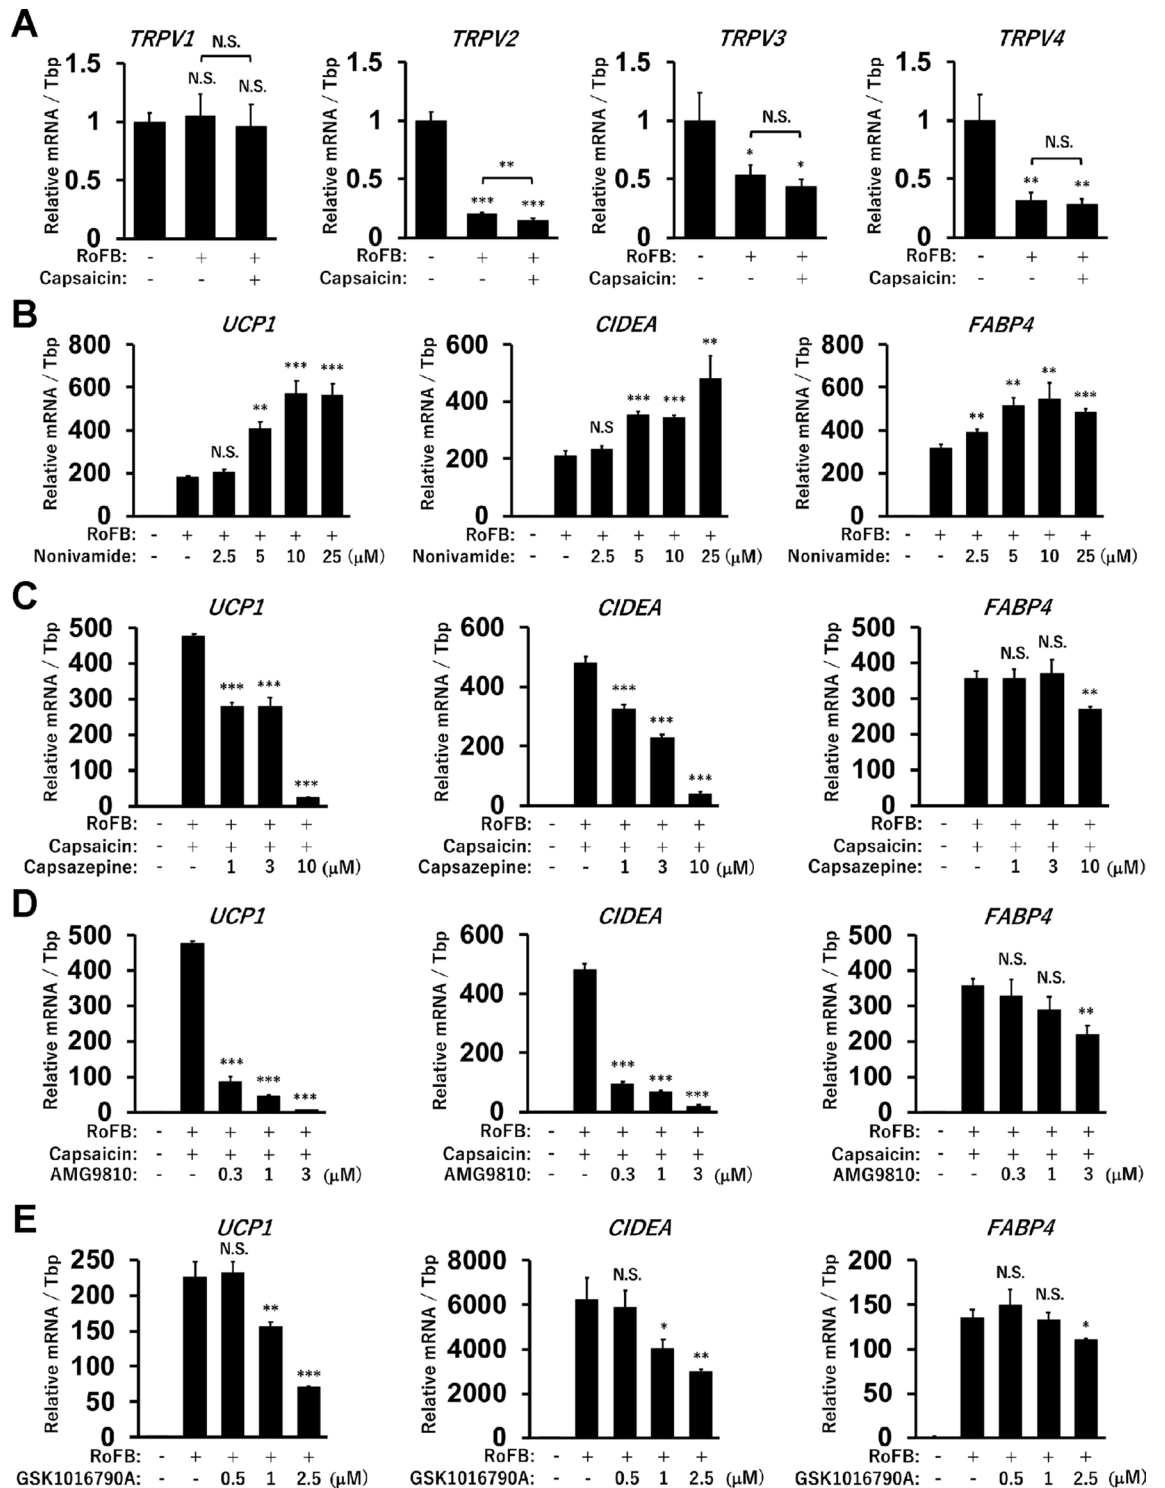 A
TRPV1 TRPV2 TRPV3 TRPV4
N.S.
N.S. N.S. N.S. N.S.
** * *
*** *** ** **
Relative mRNA / Tbp Relative mRNA / Tbp Relative mRNA / Tbp Relative mRNA / Tbp
1.5 1.5 1.5 1.5
1 1 1 1
0.5 0.5 0.5 0.5
0 0 0 0
RoFB: - + + RoFB: - + + RoFB: - + + RoFB: - + +
Capsaicin: - - + Capsaicin: - - + Capsaicin: - - + Capsaicin: - - +
B
UCP1 CIDEA FABP4
Relative mRNA / Tbp Relative mRNA / Tbp Relative mRNA / Tbp
800 600 800
600 400 600
400 200 400
200 0 200
0 0
N.S. ** *** *** N.S *** *** ** ** ** ** ***
RoFB: - + + + + + RoFB: - + + + + + RoFB: - + + + + +
Nonivamide: - - 2.5 5 10 25 (μM) Nonivamide: - - 2.5 5 10 25 (μM) Nonivamide: - - 2.5 5 10 25 (μM)
C
UCP1 CIDEA FABP4
Relative mRNA / Tbp Relative mRNA / Tbp Relative mRNA / Tbp
500 600 500
400 400 400
300 200 300
200 0 200
100 100
0 0
*** *** *** *** *** *** N.S. N.S. **
RoFB: - + + + + RoFB: - + + + + RoFB: - + + + +
Capsaicin: - + + + + Capsaicin: - + + + + Capsaicin: - + + + +
Capsazepine: - - 1 3 10 (μM) Capsazepine: - - 1 3 10 (μM) Capsazepine: - - 1 3 10 (μM)
D
UCP1 CIDEA FABP4
Relative mRNA / Tbp Relative mRNA / Tbp Relative mRNA / Tbp
500 600 500
400 400 400
300 200 300
200 0 200
100 100
0 0
*** *** *** *** *** *** N.S. N.S. **
RoFB: - + + + + RoFB: - + + + + RoFB: - + + + +
Capsaicin: - + + + + Capsaicin: - + + + + Capsaicin: - + + + +
AMG9810: - - 0.3 1 3 (μM) AMG9810: - - 0.3 1 3 (μM) AMG9810: - - 0.3 1 3 (μM)
E
UCP1 CIDEA FABP4
Relative mRNA / Tbp Relative mRNA / Tbp Relative mRNA / Tbp
250 8000 200
200 6000 150
150 4000 100
100 2000 50
50 0 0
0
N.S. ** *** N.S. * ** N.S. N.S. *
RoFB: - + + + + RoFB: - + + + + RoFB: - + + + +
GSK1016790A: - - 0.5 1 2.5 (μM) GSK1016790A: - - 0.5 1 2.5 (μM) GSK1016790A: - - 0.5 1 2.5 (μM)